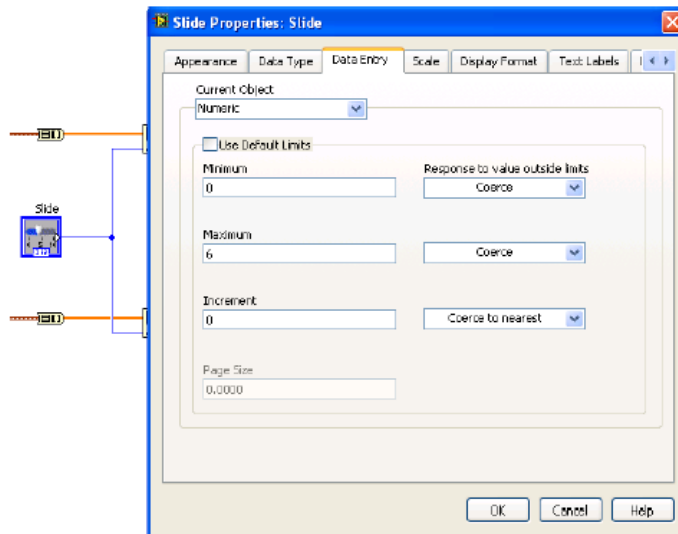 Slide Properties: Slide
Appearance Data Type Data Entry Scale Display Format Text Labels
Current Object
Numeric
Use Default Limits
Minimum Response to value outside limits
0 Coerce
Maximum
6 Coerce
Increment
0 Coerce to nearest
Page Size
0.0000
Slide
OK Cancel Help